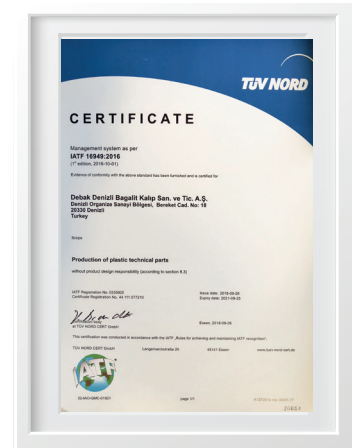 TÜV NORD
CERTIFICATE
Management system as per
IATF 16949:2016
(1st edition, 2016-10-01)
Evidence of conformity with the above standard has been furnished and is certified for
Debak Denizli Bagalit Kalıp San. ve Tic. A.Ş.
Denizli Organize Sanayi Bölgesi, Bereket Cad. No: 18
20330 Denizli
Turkey
Scope
Production of plastic technical parts
without product design responsibility (according to section 8.3)
IATF Registration No.
Certificate Registration No. 44 111
Issue date: 2018-09-26
Expiry date: 2021-09-25
at TÜV NORD CERT GmbH
Essen, 2018-09-26
This certification was conducted in accordance with the IATF „Rules for achieving and maintaining IATF recognition“.
TÜV NORD CERT GmbH
Langemarckstraße 20
45141 Essen
www.tuev-nord-cert.de
IATF
page 1/1